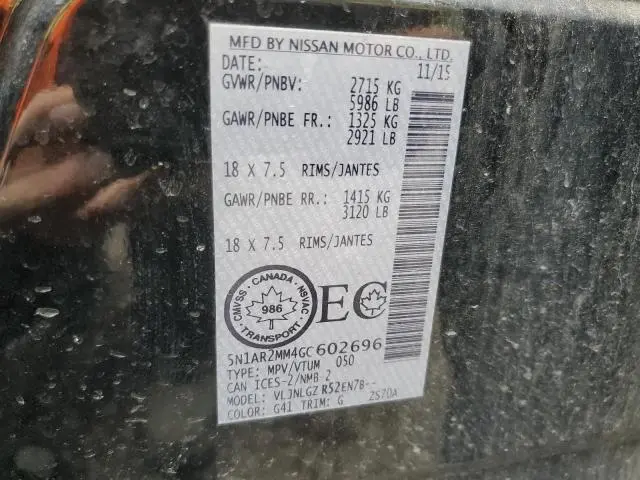 MFD BY NISSAN MOTOR CO., LTD.
DATE: 11/15
GVWR/PNBV: 2715 KG
5986 LB
GAWR/PNBE FR.: 1325 KG
2921 LB
18 X 7.5 RIMS/JANTES
GAWR/PNBE RR.: 1415 KG
3120 LB
18 X 7.5 RIMS/JANTES
CANADA
CMVSS NSVAC
986
TRANSPORT
EC
5N1AR2MM4GC602696
TYPE: MPV/VTUM 050
CAN ICES-2/NMB 2
MODEL: VLJNLGZ R52EN7B--
COLOR: G41 TRIM: G 2S70A